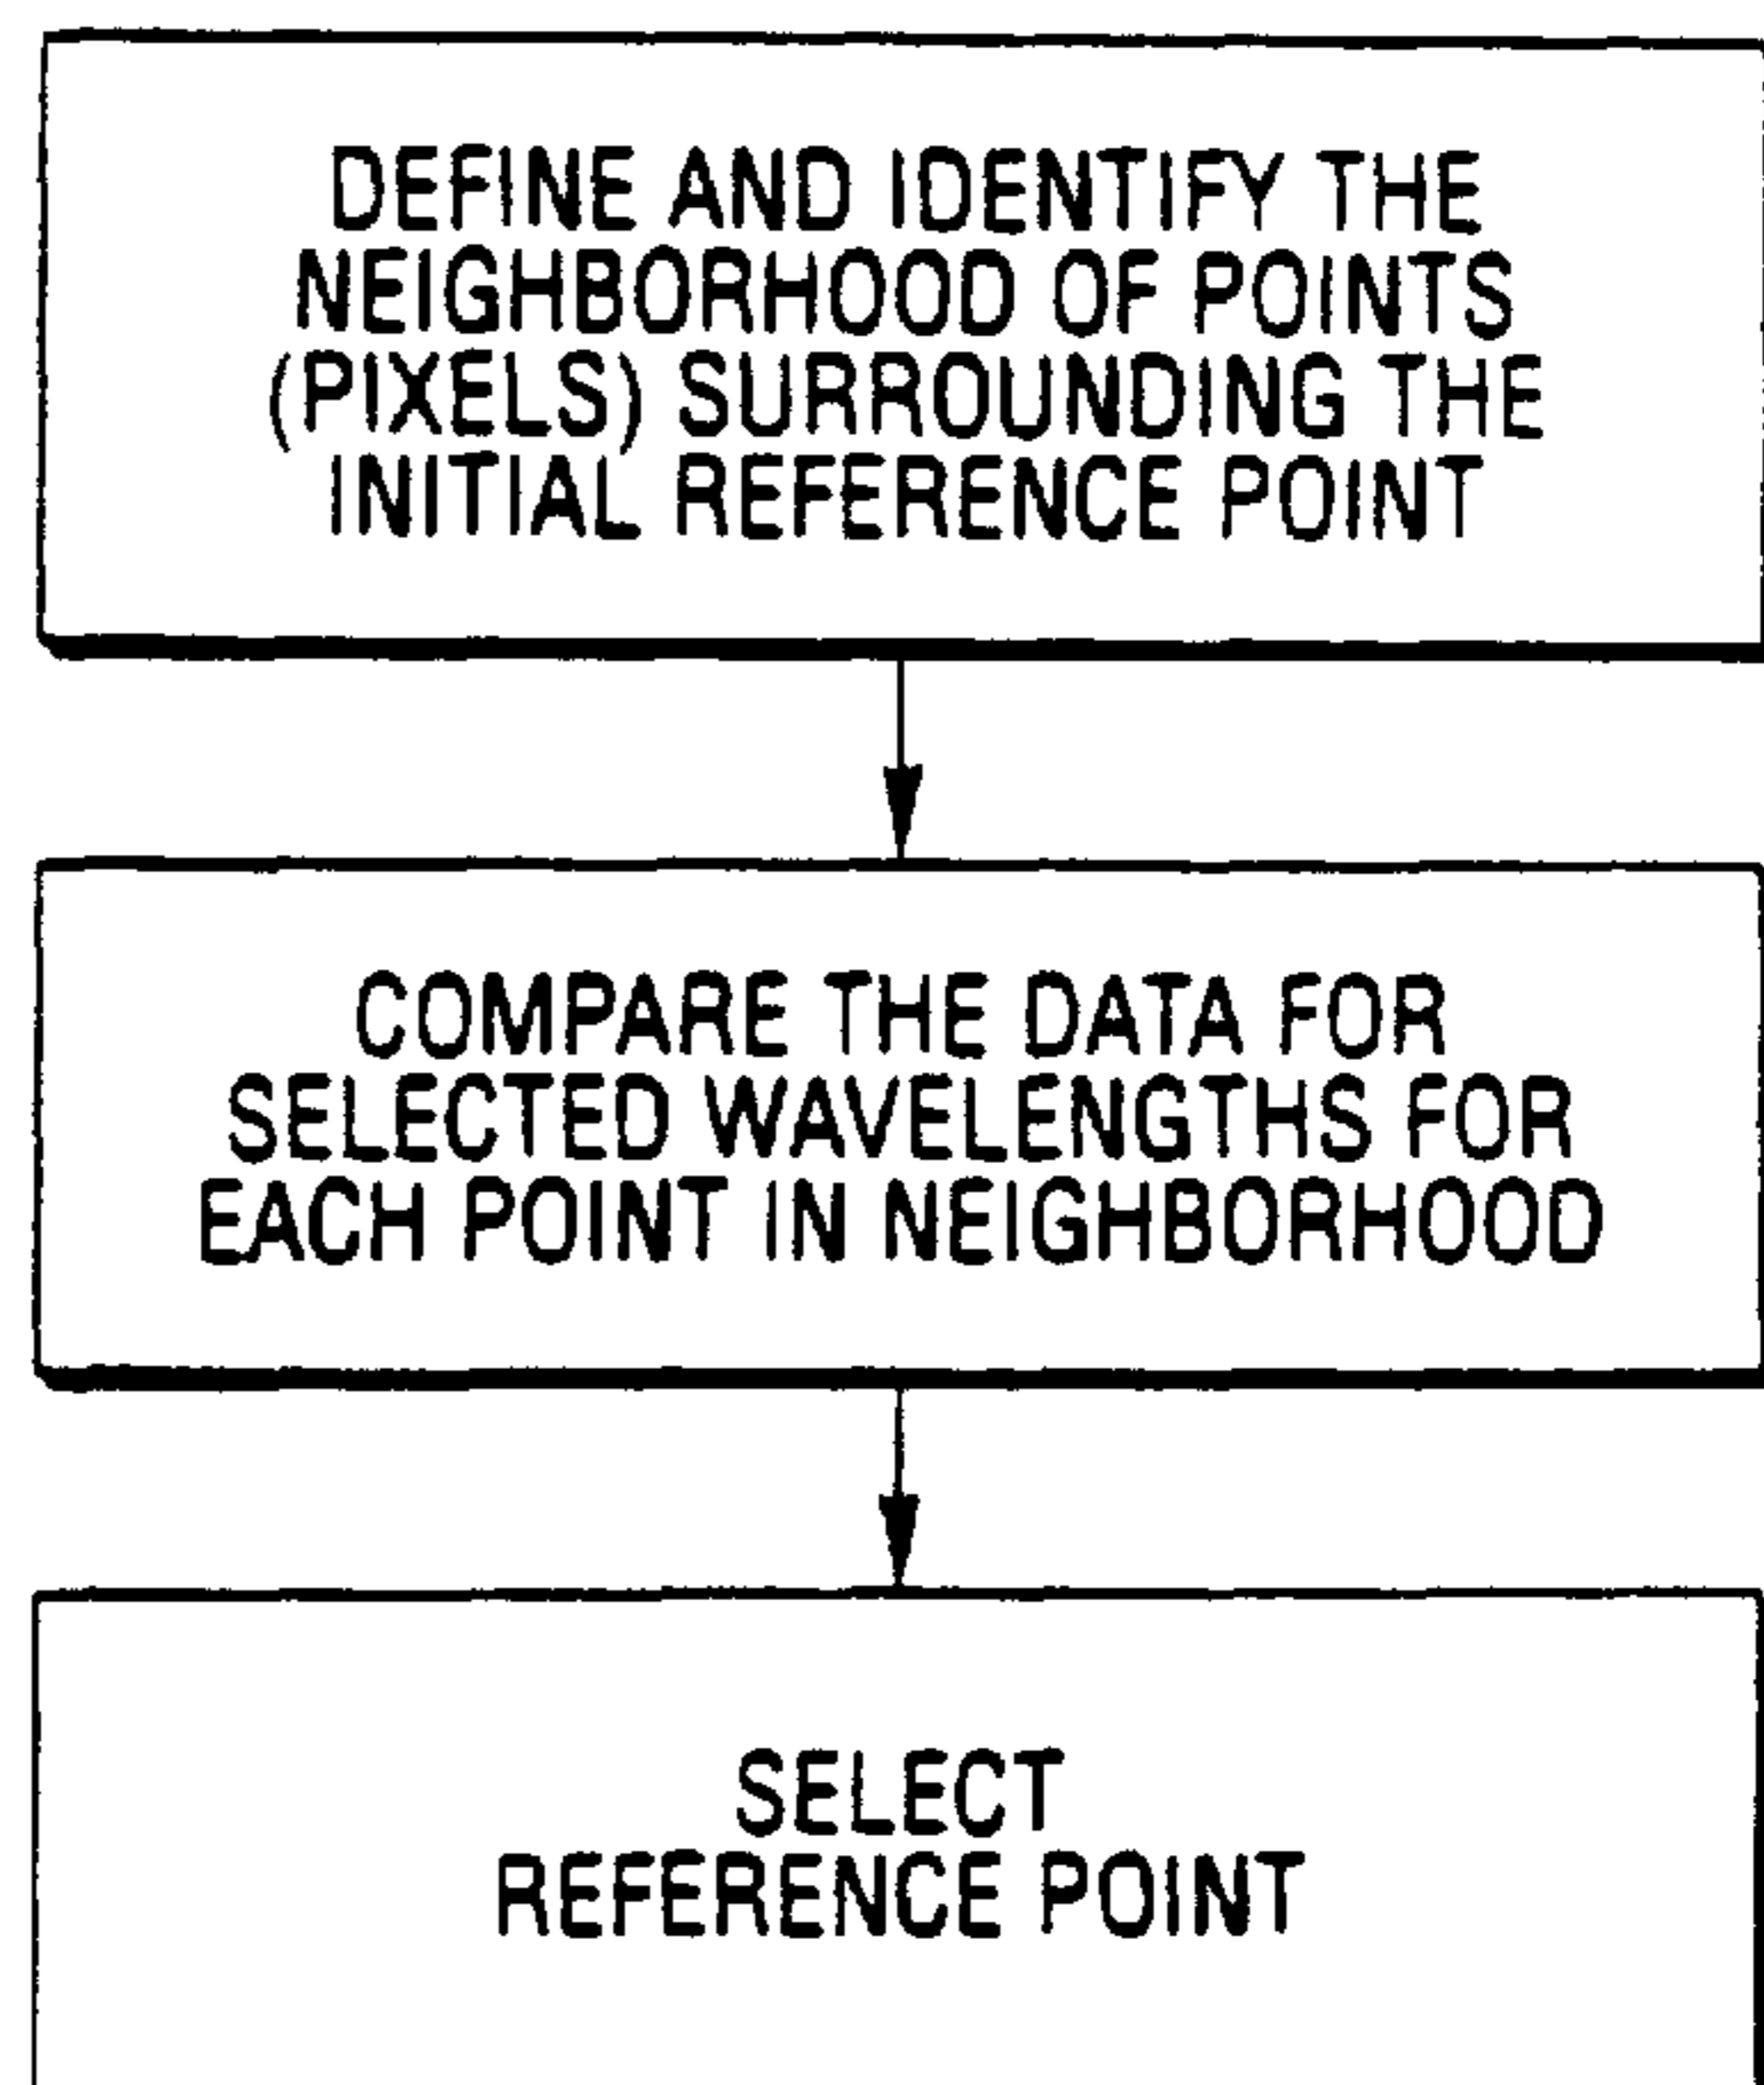 DEFINE AND IDENTIFY THE
NEIGHBORHOOD OF POINTS
(PIXELS) SURROUNDING THE
INITIAL REFERENCE POINT
COMPARE THE DATA FOR
SELECTED WAVELENGTHS FOR
EACH POINT IN NEIGHBORHOOD
SELECT
REFERENCE POINT